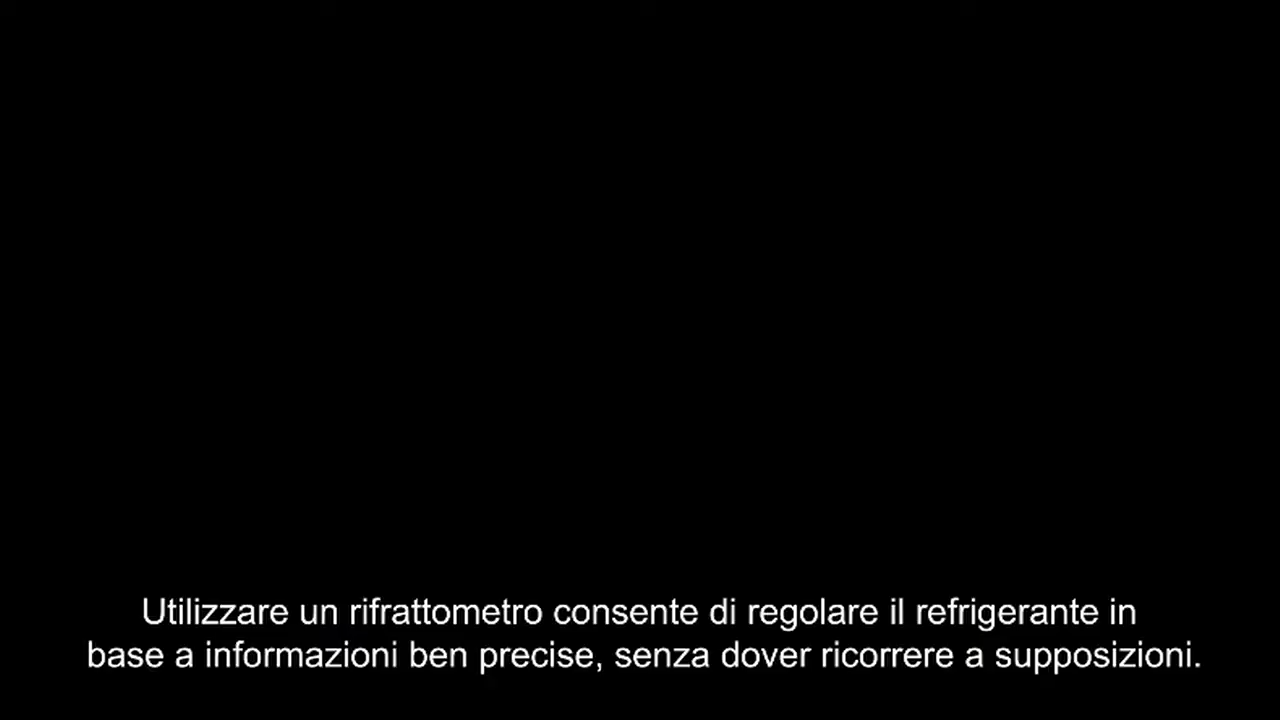 Utilizzare un rifrattometro consente di regolare il refrigerante in
base a informazioni ben precise, senza dover ricorrere a supposizioni.